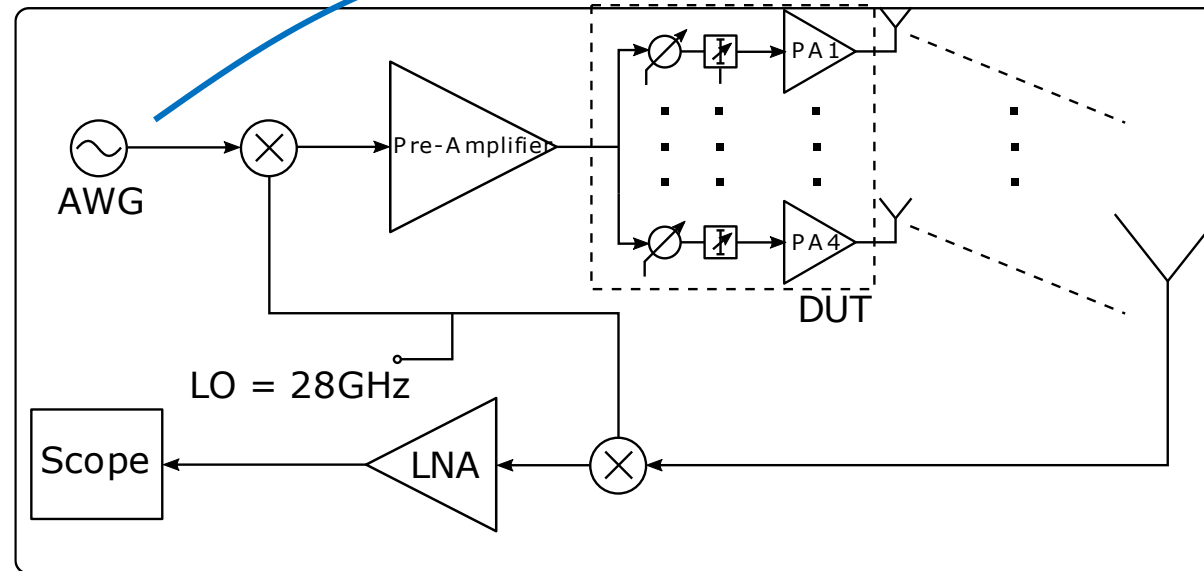 PA1
Pre-Amplifier
AWG
PA4
DUT
LO = 28GHz
Scope
LNA